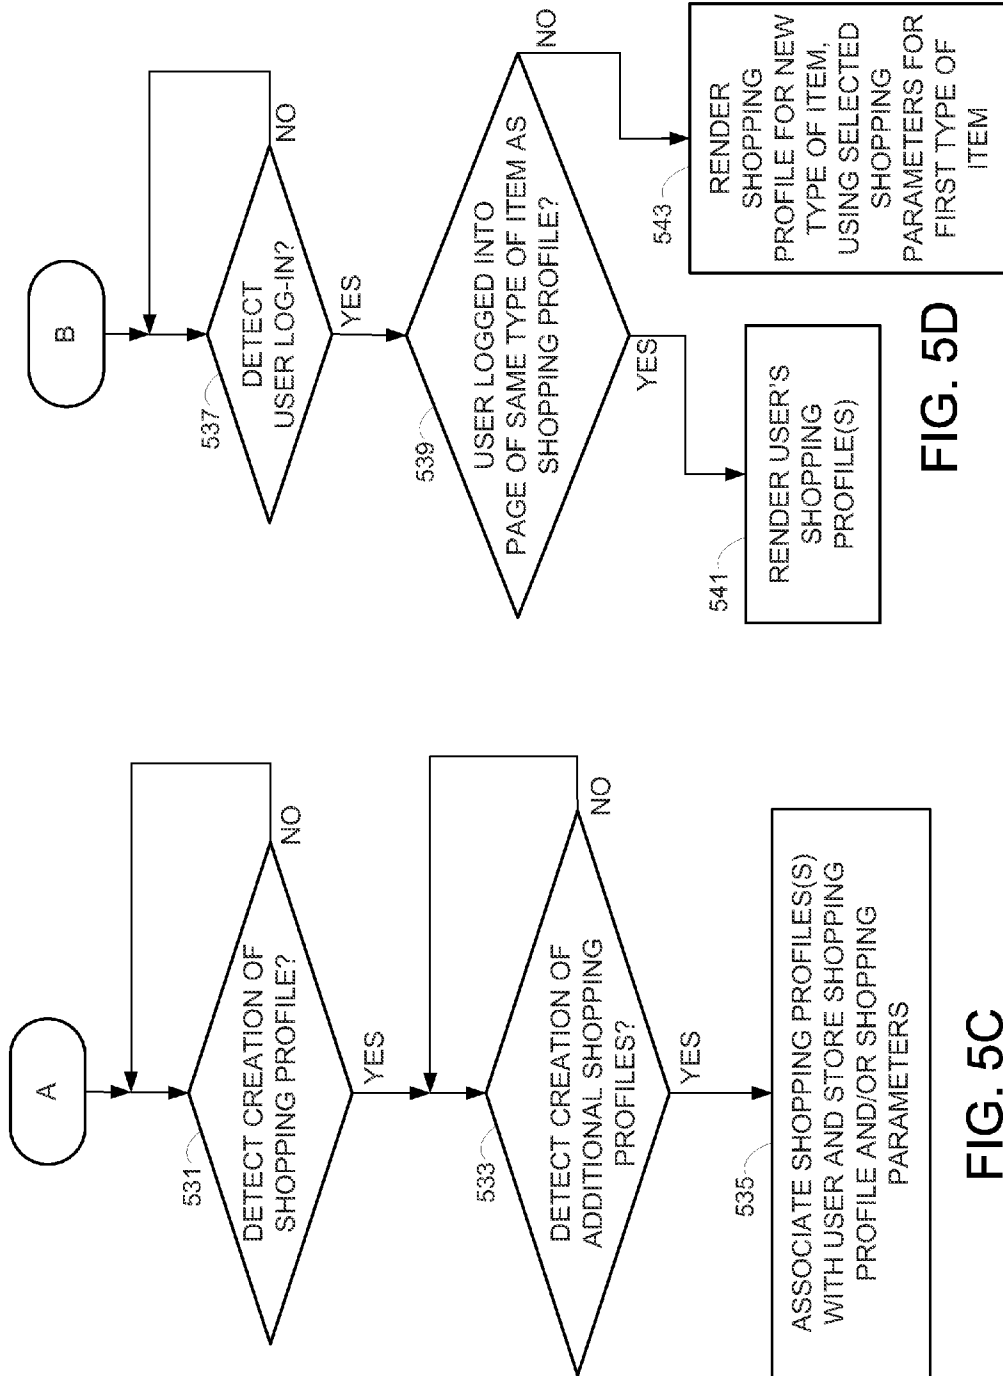 A
531
DETECT CREATION OF
SHOPPING PROFILE?
NO
YES
533
DETECT CREATION OF
ADDITIONAL SHOPPING
PROFILES?
NO
YES
535
ASSOCIATE SHOPPING PROFILES(S)
WITH USER AND STORE SHOPPING
PROFILE AND/OR SHOPPING
PARAMETERS
FIG. 5C
B
537
DETECT
USER LOG-IN?
NO
YES
539
USER LOGGED INTO
PAGE OF SAME TYPE OF ITEM AS
SHOPPING PROFILE?
NO
YES
541
RENDER USER'S
SHOPPING
PROFILE(S)
543
RENDER
SHOPPING
PROFILE FOR NEW
TYPE OF ITEM,
USING SELECTED
SHOPPING
PARAMETERS FOR
FIRST TYPE OF
ITEM
FIG. 5D